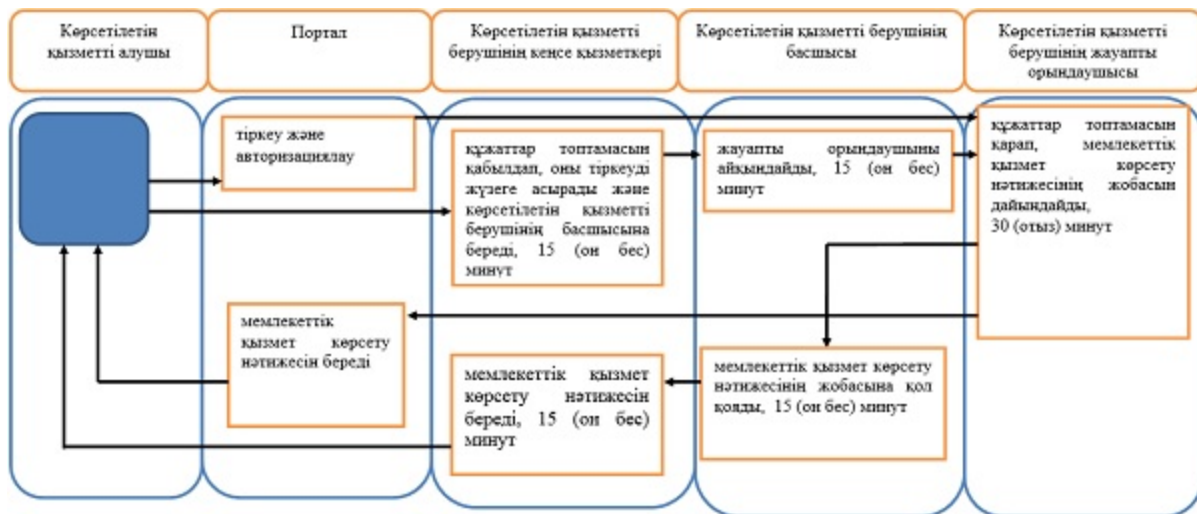 Көрсетілетін
қызметті алушы
Портал
Көрсетілетін қызметті
берушінің кеңсе қызметкері
Көрсетілетін қызметті берушінің
басшысы
Көрсетілетін қызметті
берушінің жауапты
орындаушысы
тіркеу және
авторизациялау
құжаттар топтамасын
қабылдап, оны тіркеуді
жүзеге асырады және
көрсетілетін қызметті
берушінің басшысына
береді, 15 (он бес)
минут
жауапты орындаушыны
айқындайды, 15 (он бес)
минут
құжаттар топтамасын
қарап, мемлекеттік
қызмет көрсету
нәтижесінің жобасын
дайындайды,
30 (отыз) минут
мемлекеттік
қызмет көрсету
нәтижесін береді
мемлекеттік қызмет
көрсету нәтижесін
береді, 15 (он бес)
минут
мемлекеттік қызмет көрсету
нәтижесінің жобасына қол
қояды, 15 (он бес) минут